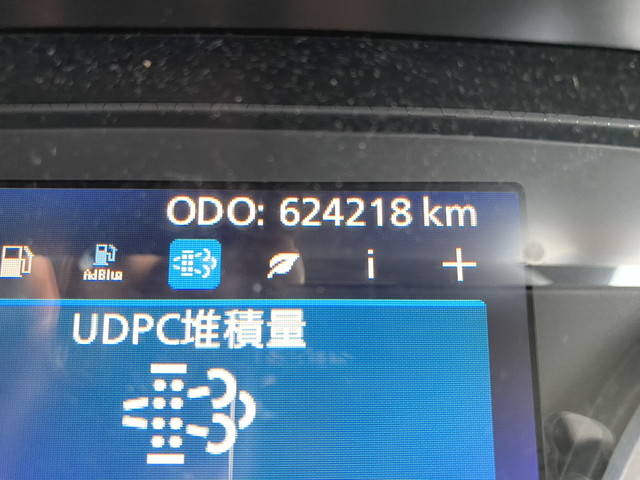 ODO: 624218 km
AdBlue
i
UDPC堆積量